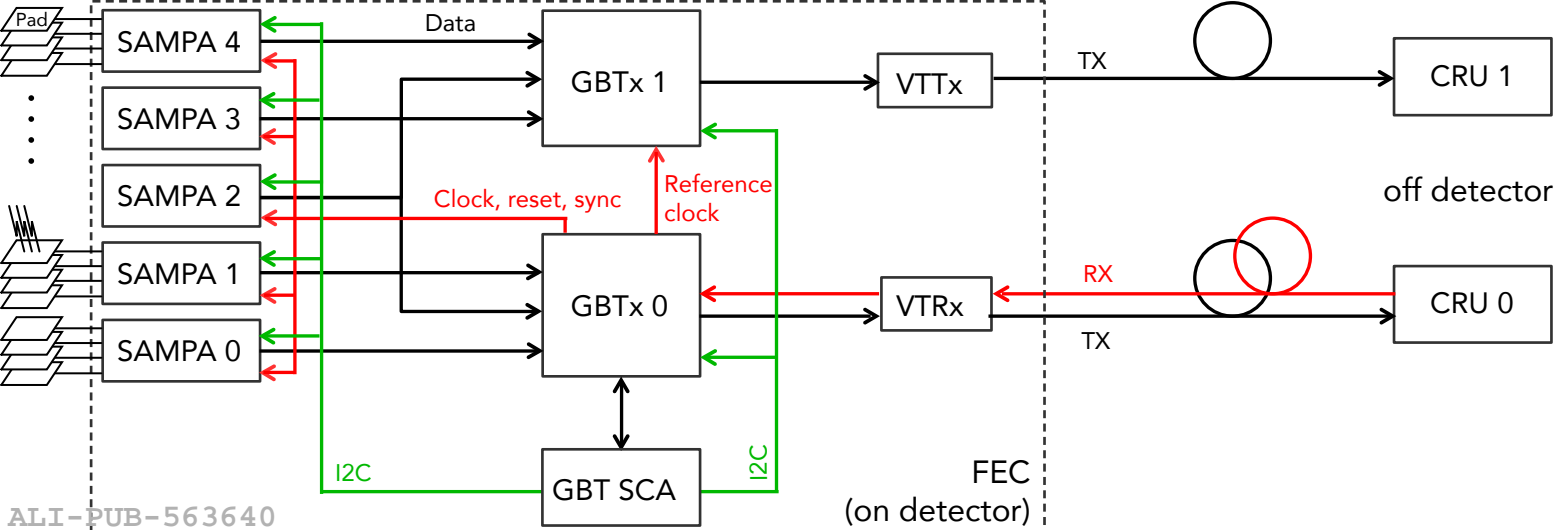 Pad
SAMPA 4
Data
GBTx 1
VTTx
TX
CRU 1
SAMPA 3
SAMPA 2
Clock, reset, sync
Reference
clock
off detector
SAMPA 1
GBTx 0
VTRx
RX
TX
CRU 0
SAMPA 0
I2C
GBT SCA
I2C
FEC
(on detector)
ALI-PUB-563640